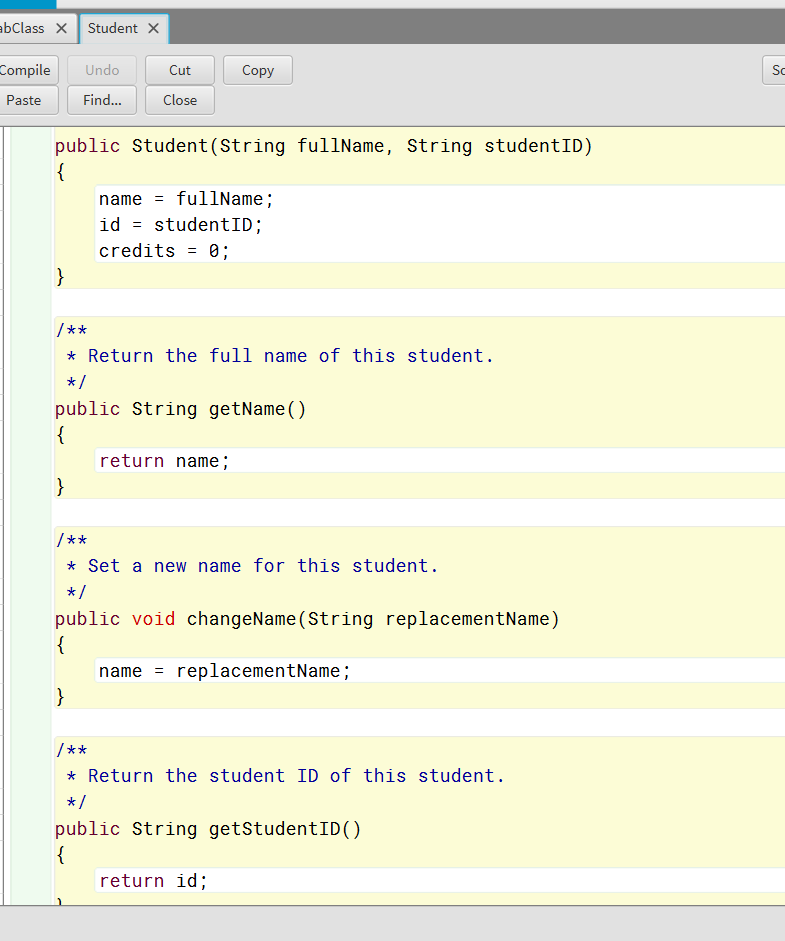 abClass Student
Compile Undo Cut Copy
Paste Find... Close
public Student(String fullName, String studentID)
{
    name = fullName;
    id = studentID;
    credits = 0;
}
/**
 * Return the full name of this student.
 */
public String getName()
{
    return name;
}
/**
 * Set a new name for this student.
 */
public void changeName(String replacementName)
{
    name = replacementName;
}
/**
 * Return the student ID of this student.
 */
public String getStudentID()
{
    return id;
}